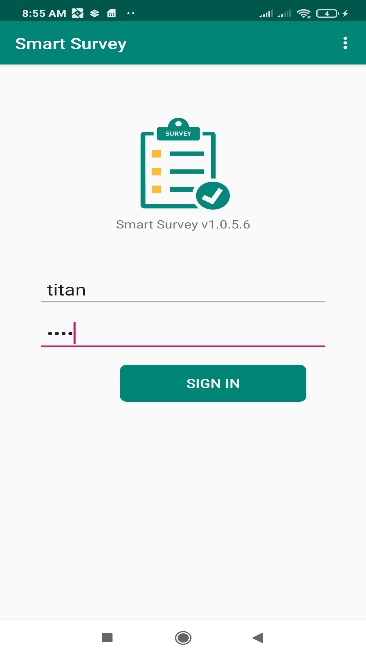 8:55 AM
4
Smart Survey
SURVEY
Smart Survey v1.0.5.6
titan
••••
SIGN IN